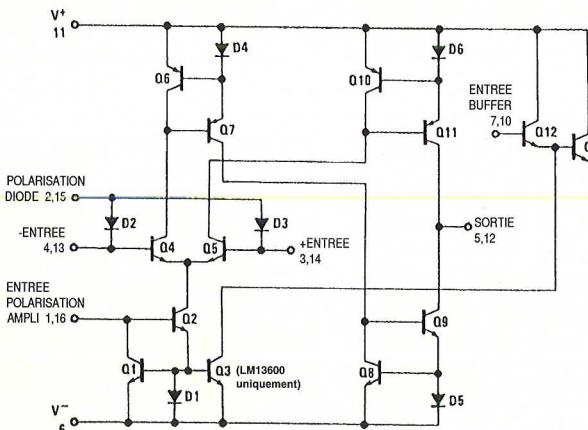 V+
11
D4
D6
Q6
Q10
ENTREE
BUFFER
7,10
Q12
Q7
Q11
POLARISATION
DIODE 2,15
D2
D3
-ENTREE
4,13
Q4
Q5
+ENTREE
3,14
SORTIE
5,12
ENTREE
POLARISATION
AMPLI 1,16
Q2
Q9
Q1
Q3
(LM13600
uniquement)
Q8
D1
D5
V-
6